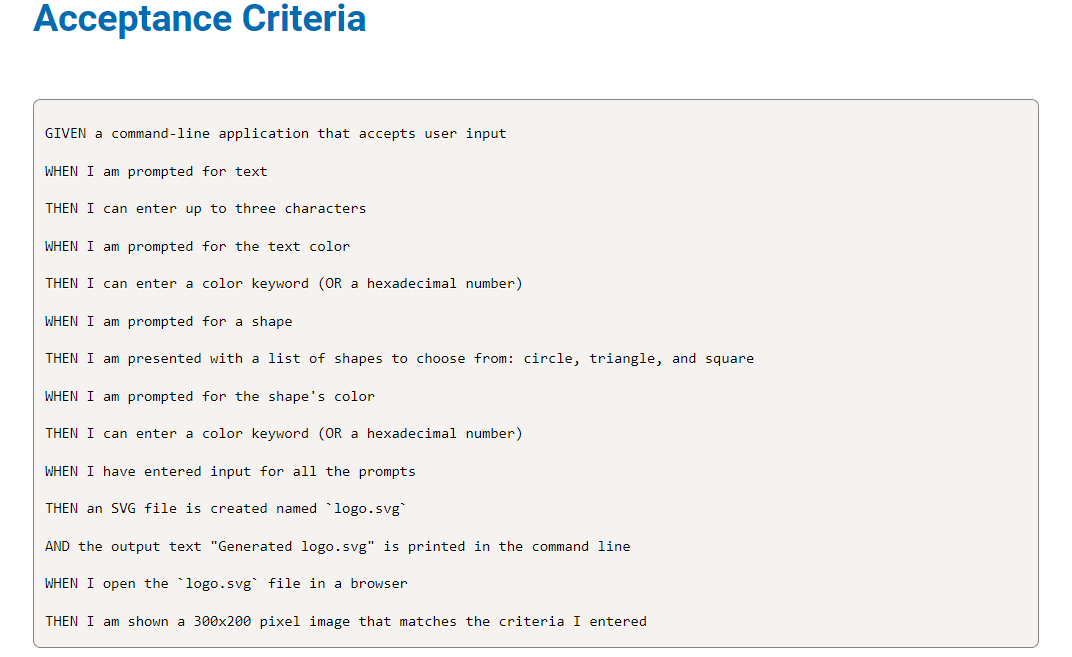 Acceptance Criteria
GIVEN a command-line application that accepts user input
WHEN I am prompted for text
THEN I can enter up to three characters
WHEN I am prompted for the text color
THEN I can enter a color keyword (OR a hexadecimal number)
WHEN I am prompted for a shape
THEN I am presented with a list of shapes to choose from: circle, triangle, and square
WHEN I am prompted for the shape's color
THEN I can enter a color keyword (OR a hexadecimal number)
WHEN I have entered input for all the prompts
THEN an SVG file is created named `logo.svg`
AND the output text "Generated logo.svg" is printed in the command line
WHEN I open the `logo.svg` file in a browser
THEN I am shown a 300x200 pixel image that matches the criteria I entered